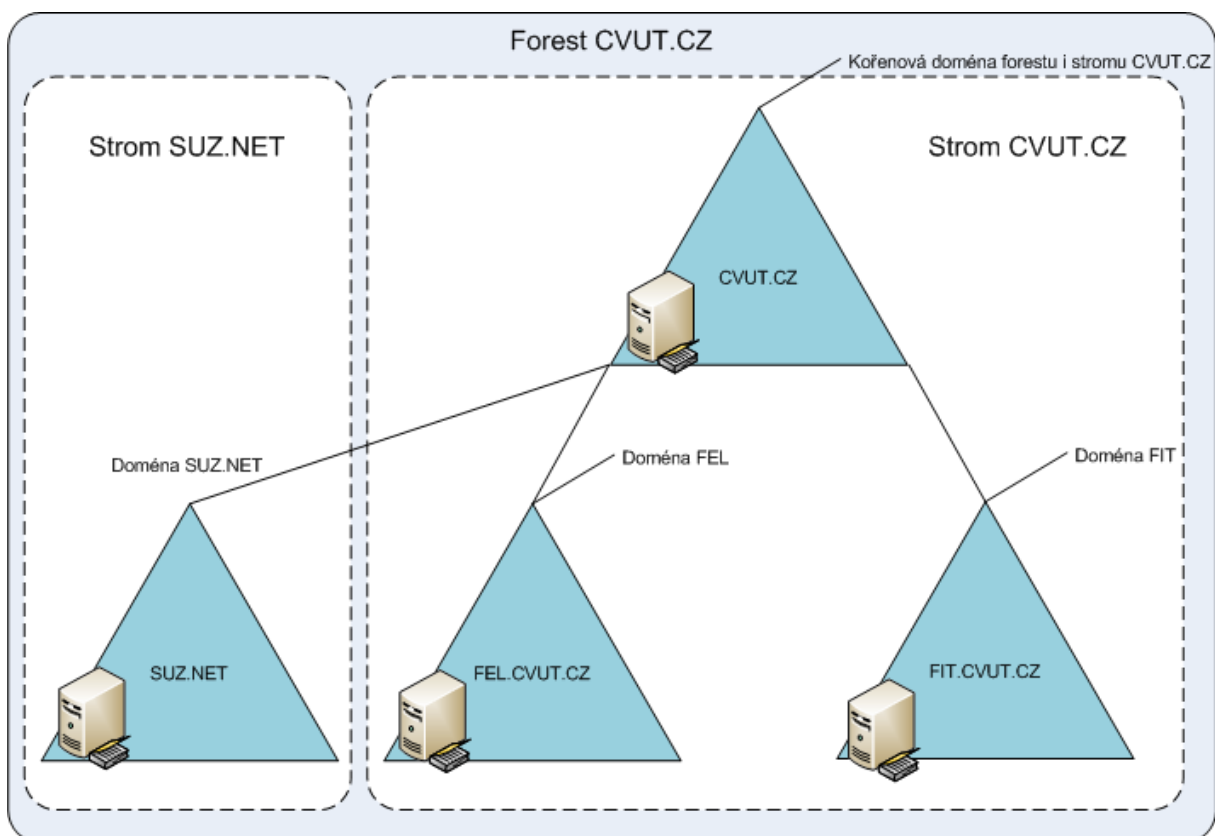 Forest CVUT.CZ
Kořenová doména forestu i stromu CVUT.CZ
Strom SUZ.NET
Strom CVUT.CZ
CVUT.CZ
Doména SUZ.NET
Doména FEL
Doména FIT
SUZ.NET
FEL.CVUT.CZ
FIT.CVUT.CZ